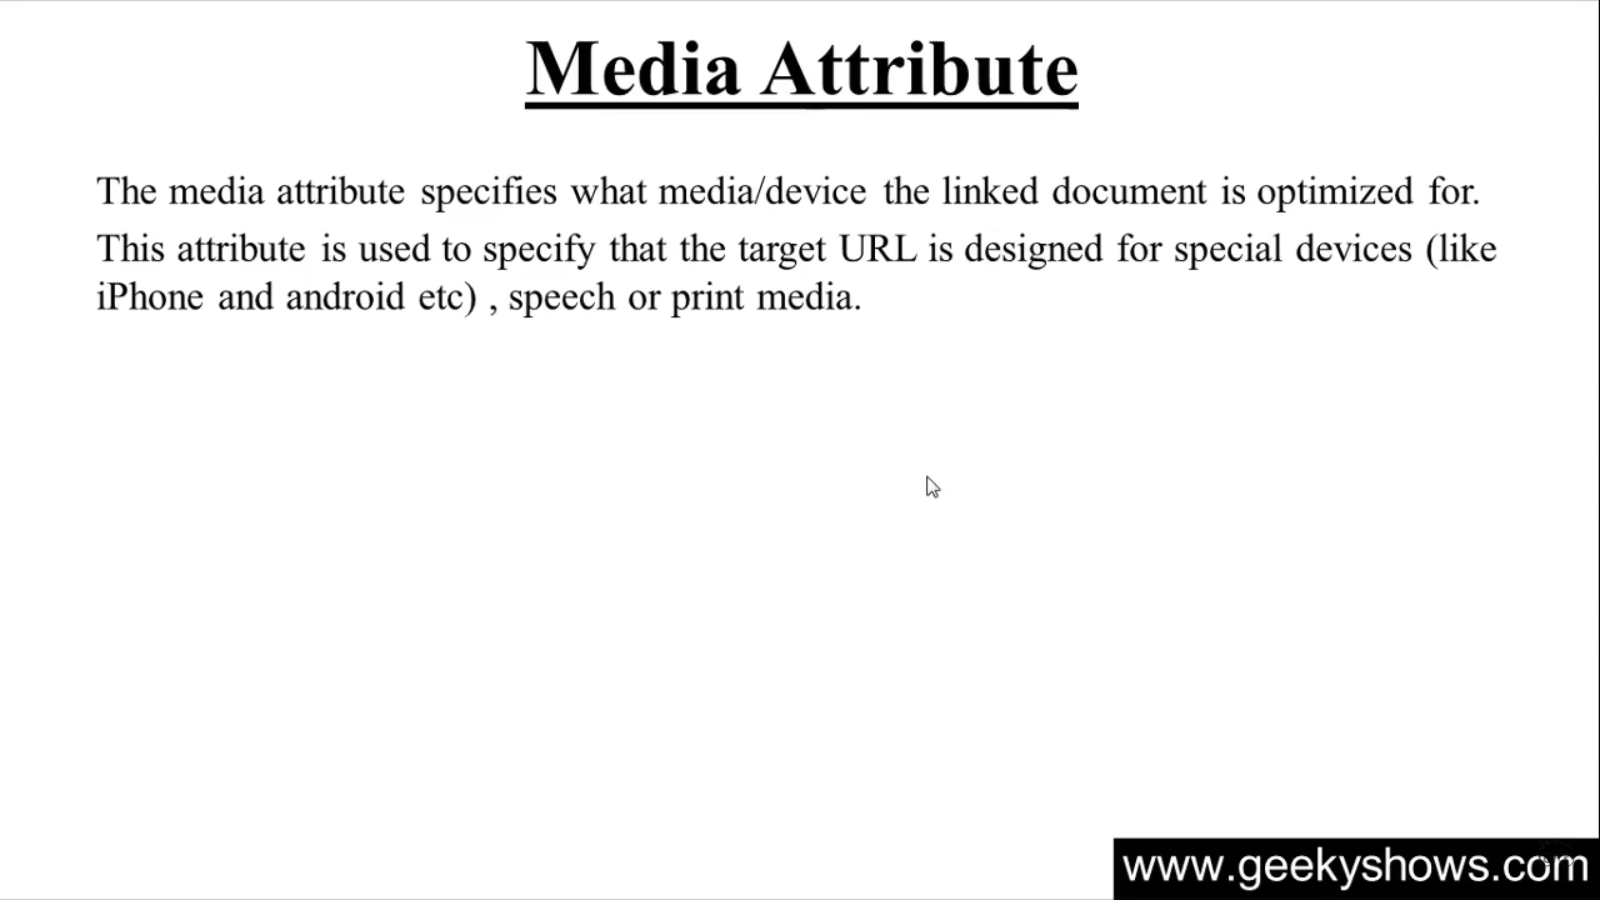 Media Attribute
The media attribute specifies what media/device the linked document is optimized for.
This attribute is used to specify that the target URL is designed for special devices (like
iPhone and android etc) , speech or print media.
www.geekyshows.com